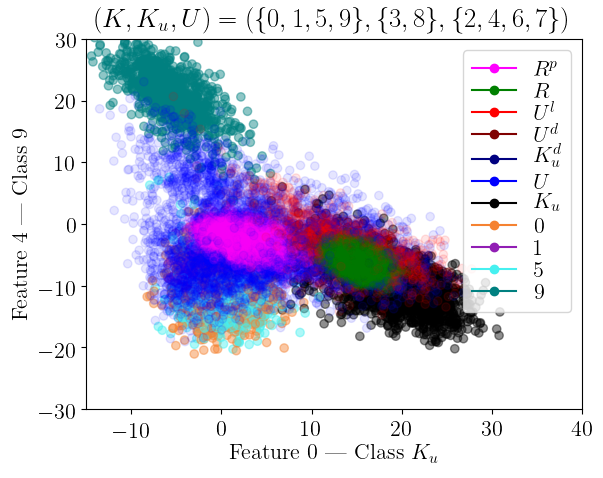 (K, K_u, U) = ({0, 1, 5, 9}, {3, 8}, {2, 4, 6, 7})
30
20
10
0
−10
−20
−30
Feature 4 — Class 9
−10 0 10 20 30 40
Feature 0 — Class K_u
R^p
R
U^l
U^d
K_u^d
U
K_u
0
1
5
9